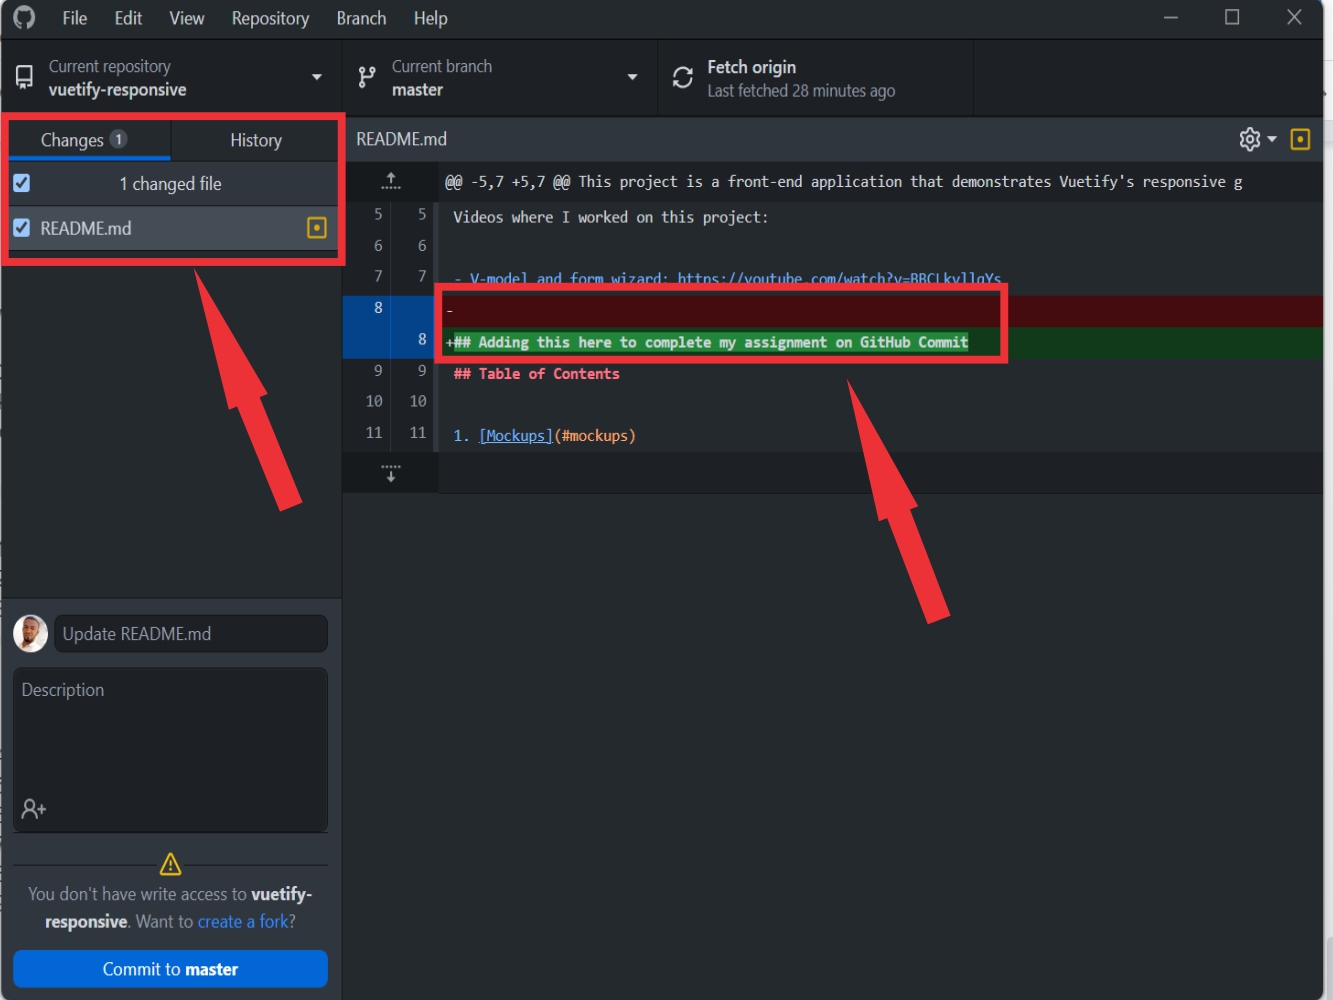 File Edit View Repository Branch Help
Current repository
vuetify-responsive
Current branch
master
Fetch origin
Last fetched 28 minutes ago
Changes 1
History
1 changed file
README.md
README.md
@@ -5,7 +5,7 @@ This project is a front-end application that demonstrates Vuetify's responsive g
5 5 Videos where I worked on this project:
6 6
7 7 - V-model and form wizard: https://youtube.com/watch?v=
8 -
8 +## Adding this here to complete my assignment on GitHub Commit
9 9 ## Table of Contents
10 10
11 11 1. [Mockups](#mockups)
Update README.md
Description
You don't have write access to vuetify-
responsive. Want to create a fork?
Commit to master